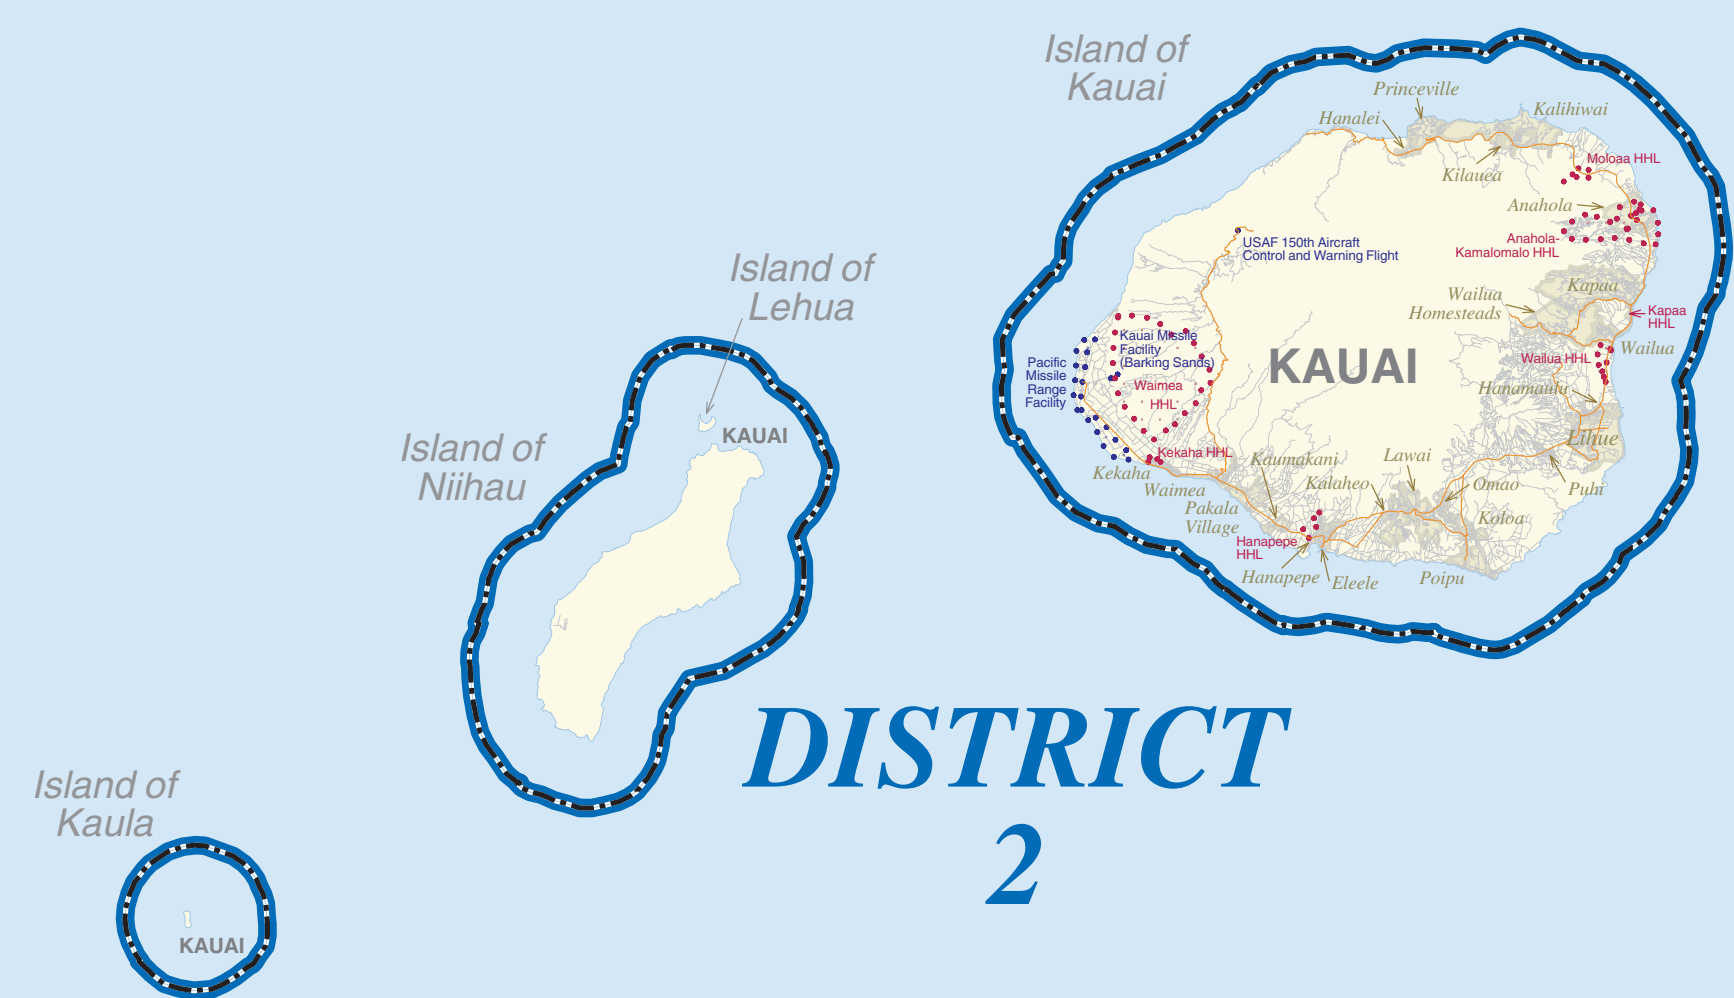 Island of
Kauai
Princeville
Kalihiwai
Hanalei
Moloaa HHL
Kilauea
Anahola
USAF 150th Aircraft
Control and Warning Flight
Anahola-
Kamalomalo HHL
Island of
Lehua
Kapaa
Wailua
Homesteads
Kapaa
HHL
Kauai Missile
Facility
(Barking Sands)
Wailua
Pacific
Missile
Range
Facility
KAUAI
Wailua HHL
Waimea
HHL
Hanamaulu
Island of
Niihau
KAUAI
Lihue
Kekaha HHL
Kaumakani
Lawai
Kekaha
Kalaheo
Omao
Puhi
Waimea
Pakala
Village
Koloa
Hanapepe
HHL
Hanapepe
Eleele
Poipu
DISTRICT
2
Island of
Kaula
KAUAI